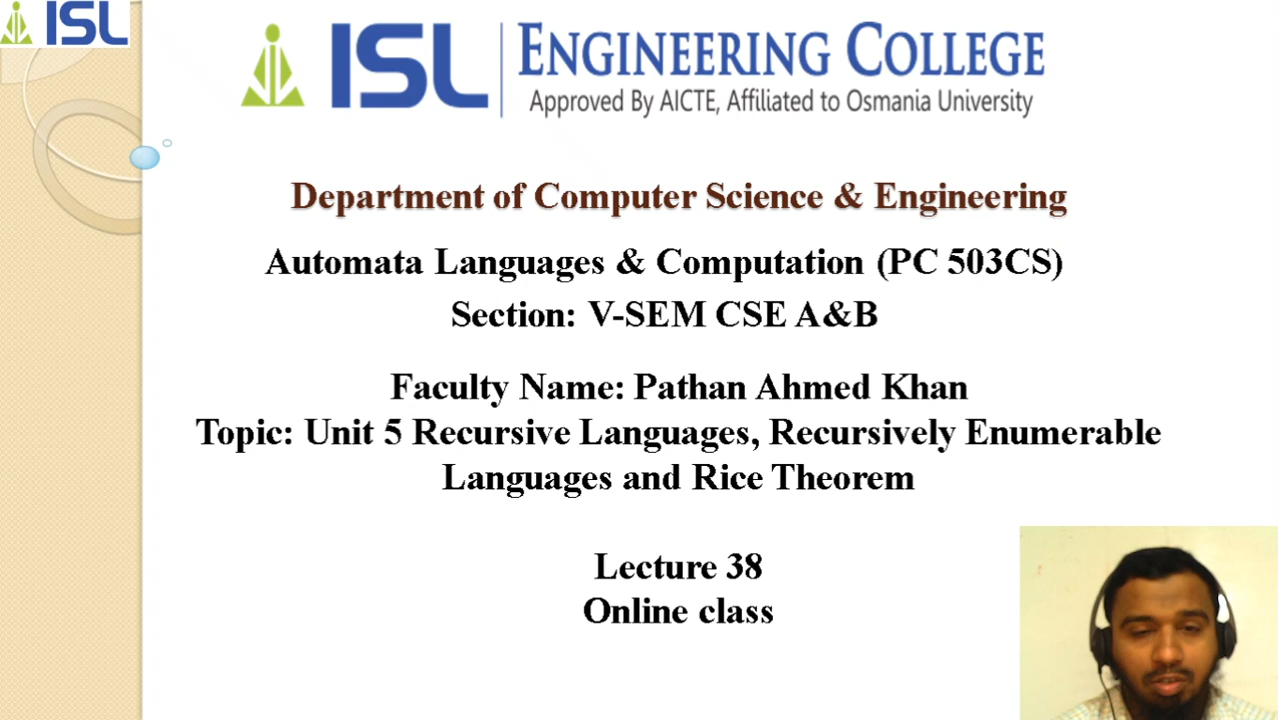 ISL
ISL ENGINEERING COLLEGE
Approved By AICTE, Affiliated to Osmania University
Department of Computer Science & Engineering
Automata Languages & Computation (PC 503CS)
Section: V-SEM CSE A&B
Faculty Name: Pathan Ahmed Khan
Topic: Unit 5 Recursive Languages, Recursively Enumerable
Languages and Rice Theorem
Lecture 38
Online class